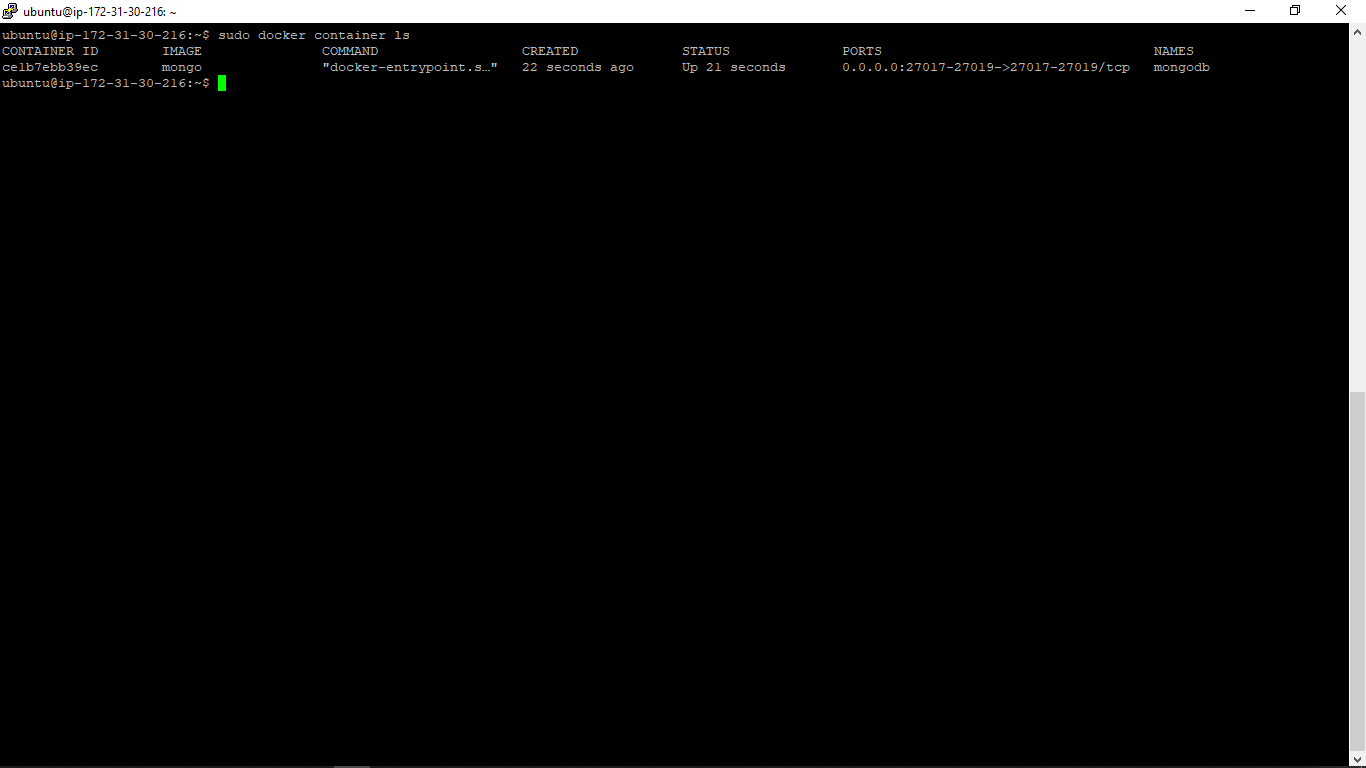 ubuntu@ip-172-31-30-216: ~
ubuntu@ip-172-31-30-216:~$ sudo docker container ls
CONTAINER ID        IMAGE               COMMAND                  CREATED             STATUS              PORTS                                  NAMES
ce1b7ebb39ec        mongo               "docker-entrypoint.s…"   22 seconds ago      Up 21 seconds       0.0.0.0:27017-27019->27017-27019/tcp   mongodb
ubuntu@ip-172-31-30-216:~$